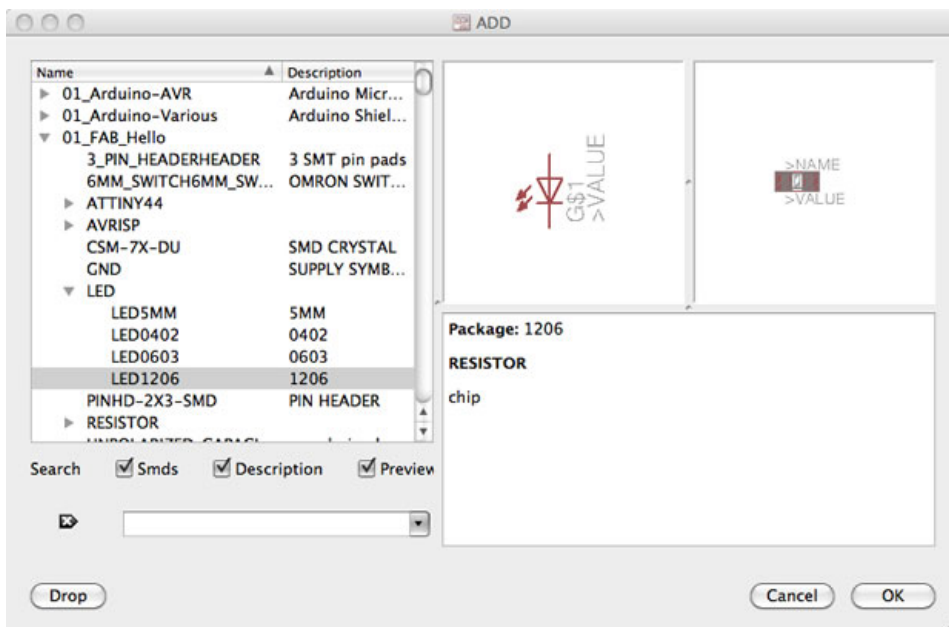 ADD
Name Description
01_Arduino-AVR Arduino Micr...
01_Arduino-Various Arduino Shiel...
01_FAB_Hello
3_PIN_HEADERHEADER 3 SMT pin pads
6MM_SWITCH6MM_SW... OMRON SWIT...
ATTINY44
AVRISP
CSM-7X-DU SMD CRYSTAL
GND SUPPLY SYMB...
LED
LED5MM 5MM
LED0402 0402
LED0603 0603
LED1206 1206
PINHD-2X3-SMD PIN HEADER
RESISTOR
G$1
>VALUE
>NAME
>VALUE
Package: 1206
RESISTOR
chip
Search Smds Description Preview
Drop Cancel OK